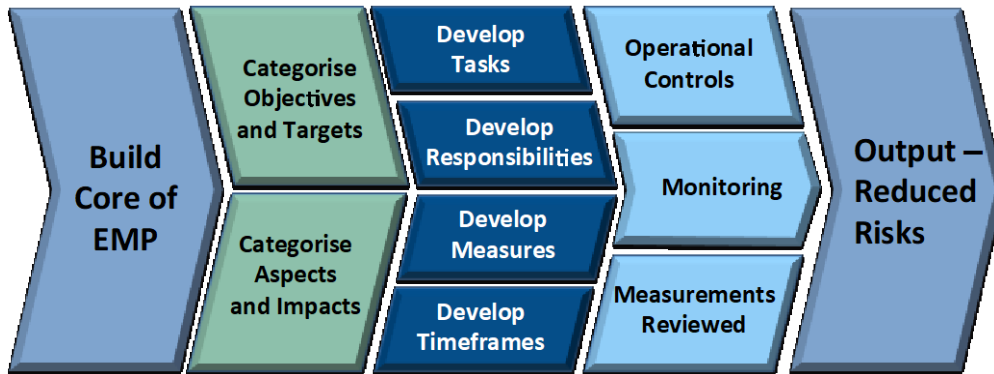 Build
Core of
EMP
Categorise
Objectives
and Targets
Categorise
Aspects
and Impacts
Develop
Tasks
Develop
Responsibilities
Develop
Measures
Develop
Timeframes
Operational
Controls
Monitoring
Measurements
Reviewed
Output –
Reduced
Risks